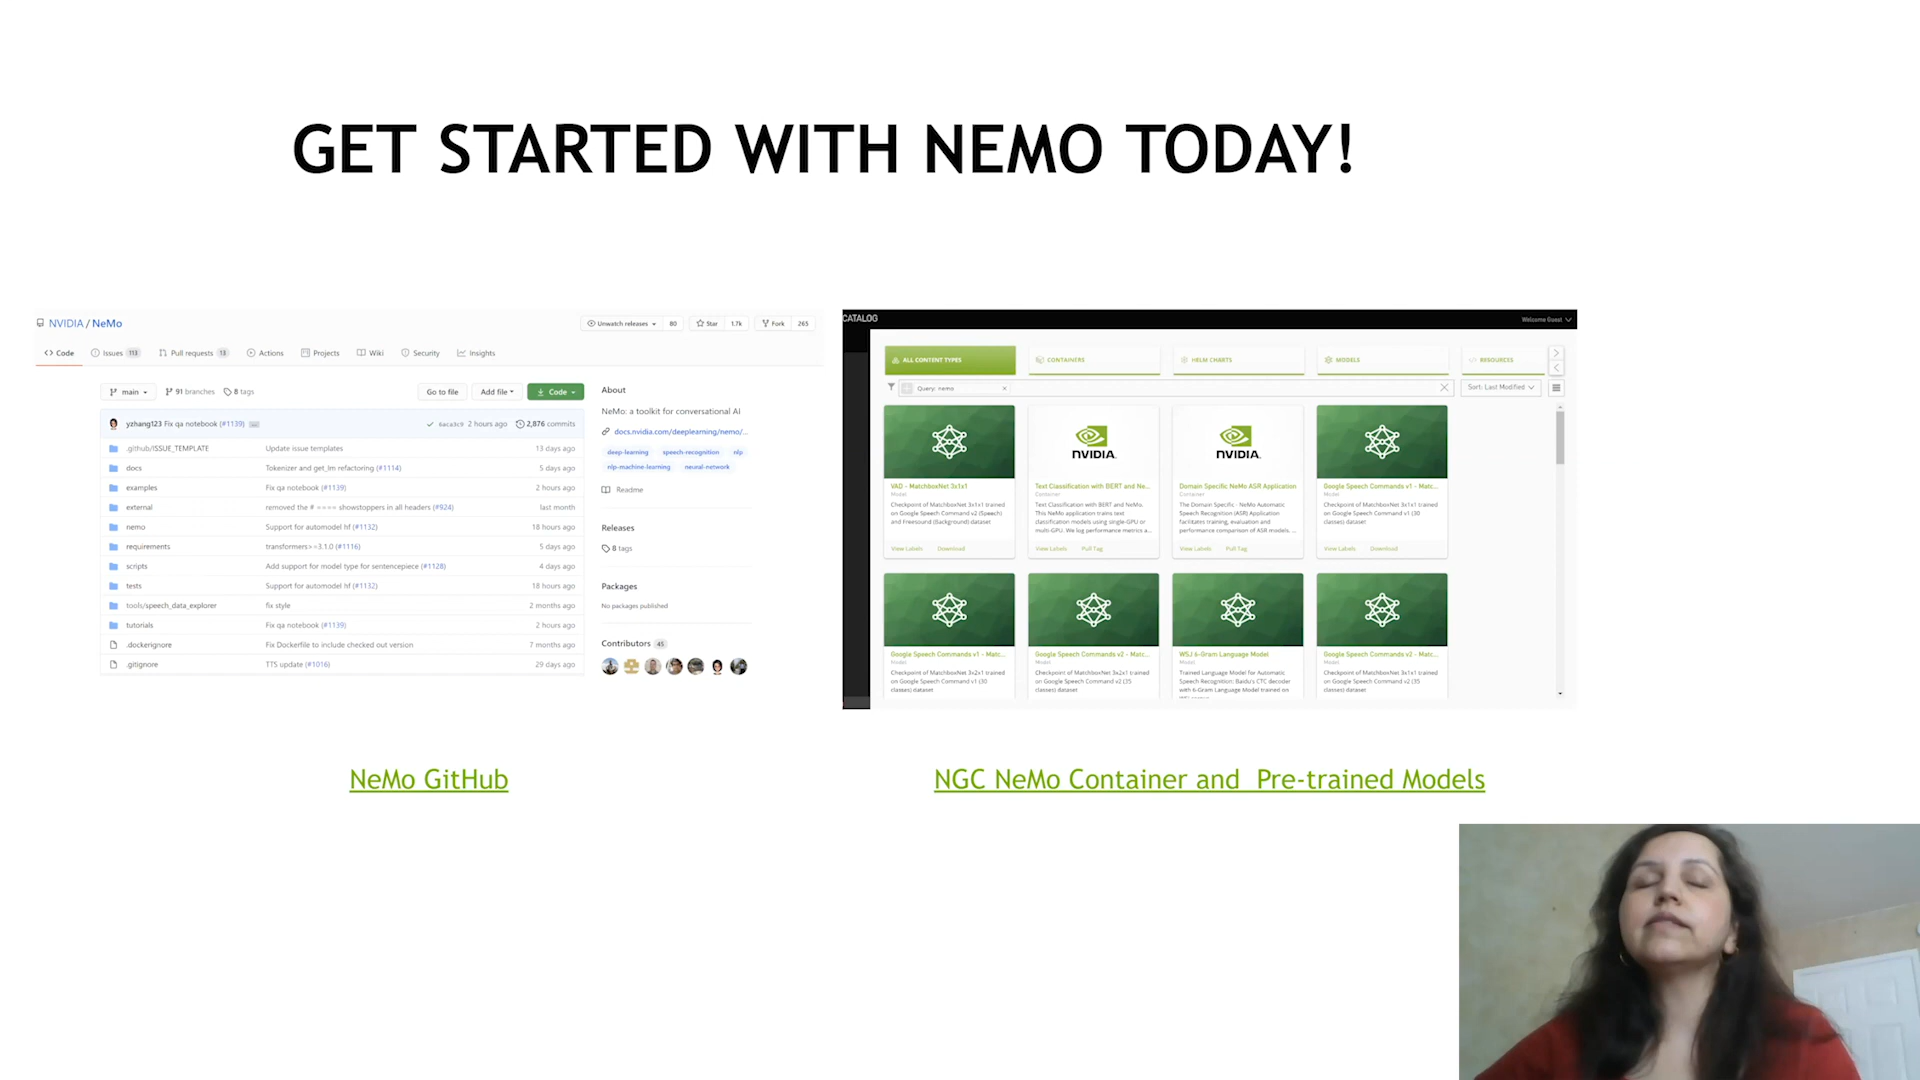 GET STARTED WITH NEMO TODAY!
NVIDIA / NeMo
Unwatch releases 80 Star 1.7k Fork 265
Code Issues 113 Pull requests 13 Actions Projects Wiki Security Insights
main 91 branches 8 tags Go to file Add file Code
yzhang123 Fix qa notebook (#1139) ... 6aca3c9 2 hours ago 2,876 commits
.github/ISSUE_TEMPLATE Update issue templates 13 days ago
docs Tokenizer and get_lm refactoring (#1114) 5 days ago
examples Fix qa notebook (#1139) 2 hours ago
external removed the # ==== showstoppers in all headers (#924) last month
nemo Support for automodel hf (#1132) 18 hours ago
requirements transformers>=3.1.0 (#1116) 5 days ago
scripts Add support for model type for sentencepiece (#1128) 4 days ago
tests Support for automodel hf (#1132) 18 hours ago
tools/speech_data_explorer fix style 2 months ago
tutorials Fix qa notebook (#1139) 2 hours ago
.dockerignore Fix Dockerfile to include checked out version 7 months ago
.gitignore TTS update (#1016) 29 days ago
About
NeMo: a toolkit for conversational AI
docs.nvidia.com/deeplearning/nemo/...
deep-learning speech-recognition nlp
nlp-machine-learning neural-network
Readme
Releases
8 tags
Packages
No packages published
Contributors 45
CATALOG Welcome Guest
ALL CONTENT TYPES CONTAINERS HELM CHARTS MODELS RESOURCES
Query: nemo Sort: Last Modified
NVIDIA.
NVIDIA.
VAD - MatchboxNet 3x1x1
Model
Checkpoint of MatchboxNet 3x1x1 trained
on Google Speech Command v2 (Speech)
and Freesound (Background) dataset
View Labels Download
Text Classification with BERT and Ne...
Container
Text Classification with BERT and NeMo.
This NeMo application trains text
classification models using single-GPU or
multi-GPU. We log performance metrics a...
View Labels Pull Tag
Domain Specific NeMo ASR Application
Container
The Domain Specific - NeMo Automatic
Speech Recognition (ASR) Application
facilitates training, evaluation and
performance comparison of ASR models. ...
View Labels Pull Tag
Google Speech Commands v1 - Matc...
Model
Checkpoint of MatchboxNet 3x1x1 trained
on Google Speech Command v1 (30
classes) dataset
View Labels Download
Google Speech Commands v1 - Matc...
Model
Checkpoint of MatchboxNet 3x2x1 trained
on Google Speech Command v1 (30
classes) dataset
Google Speech Commands v2 - Matc...
Model
Checkpoint of MatchboxNet 3x2x1 trained
on Google Speech Command v2 (35
classes) dataset
WSJ 6-Gram Language Model
Model
Trained Language Model for Automatic
Speech Recognition: Baidu's CTC decoder
with 6-Gram Language Model trained on
Google Speech Commands v2 - Matc...
Model
Checkpoint of MatchboxNet 3x1x1 trained
on Google Speech Command v2 (35
classes) dataset
NeMo GitHub
NGC NeMo Container and Pre-trained Models